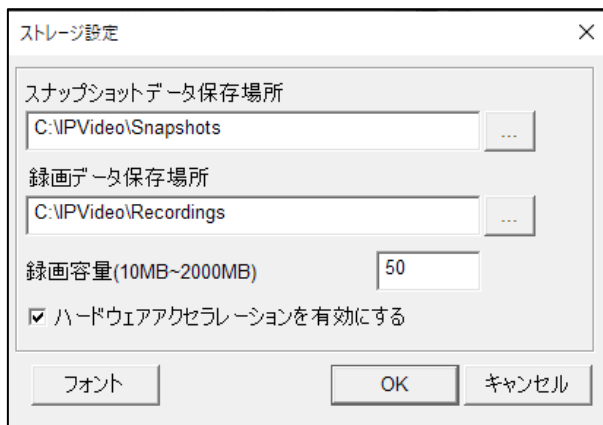 ストレージ設定
スナップショットデータ保存場所
C:\IPVideo\Snapshots ...
録画データ保存場所
C:\IPVideo\Recordings ...
録画容量(10MB~2000MB) 50
ハードウェアアクセラレーションを有効にする
フォント OK キャンセル